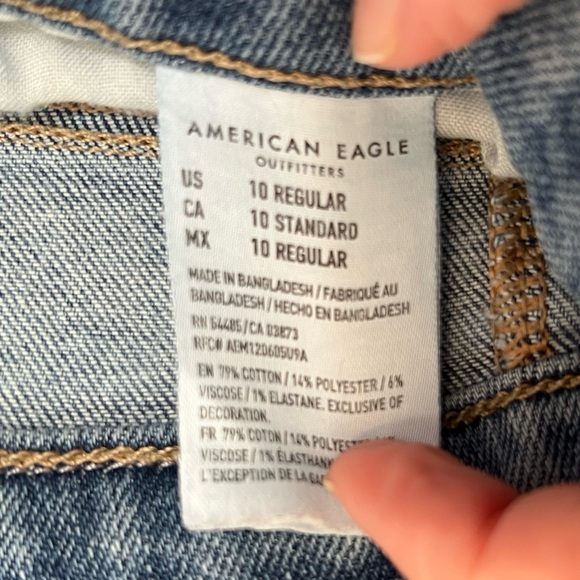 AMERICAN EAGLE
OUTFITTERS
US 10 REGULAR
CA 10 STANDARD
MX 10 REGULAR
MADE IN BANGLADESH / FABRIQUÉ AU
BANGLADESH / HECHO EN BANGLADESH
RN 54485/CA 03873
RFC# AEM120605U9A
EN 79% COTTON / 14% POLYESTER / 6%
VISCOSE / 1% ELASTANE. EXCLUSIVE OF
DECORATION.
FR 79% COTON / 14% POLYESTER
VISCOSE / 1% ÉLASTHANNE
L'EXCEPTION DE LA